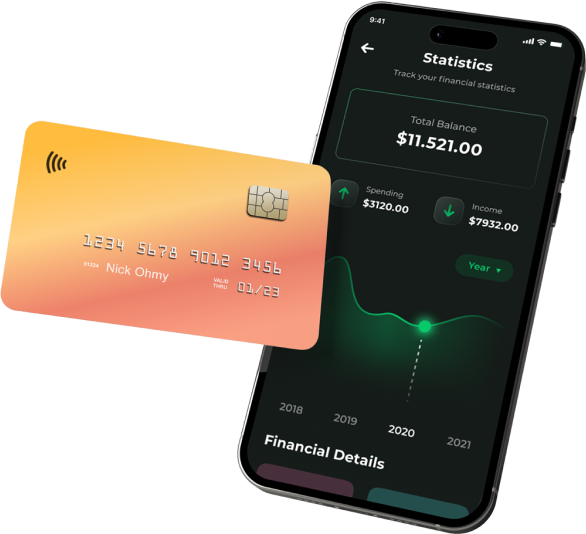 9:41
Statistics
Track your financial statistics
Total Balance
$11.521.00
Spending
$3120.00
Income
$7932.00
Year
2018
2019
2020
2021
Financial Details
1234 5678 9012 3456
01234
Nick Ohmy
VALID
THRU
01/23